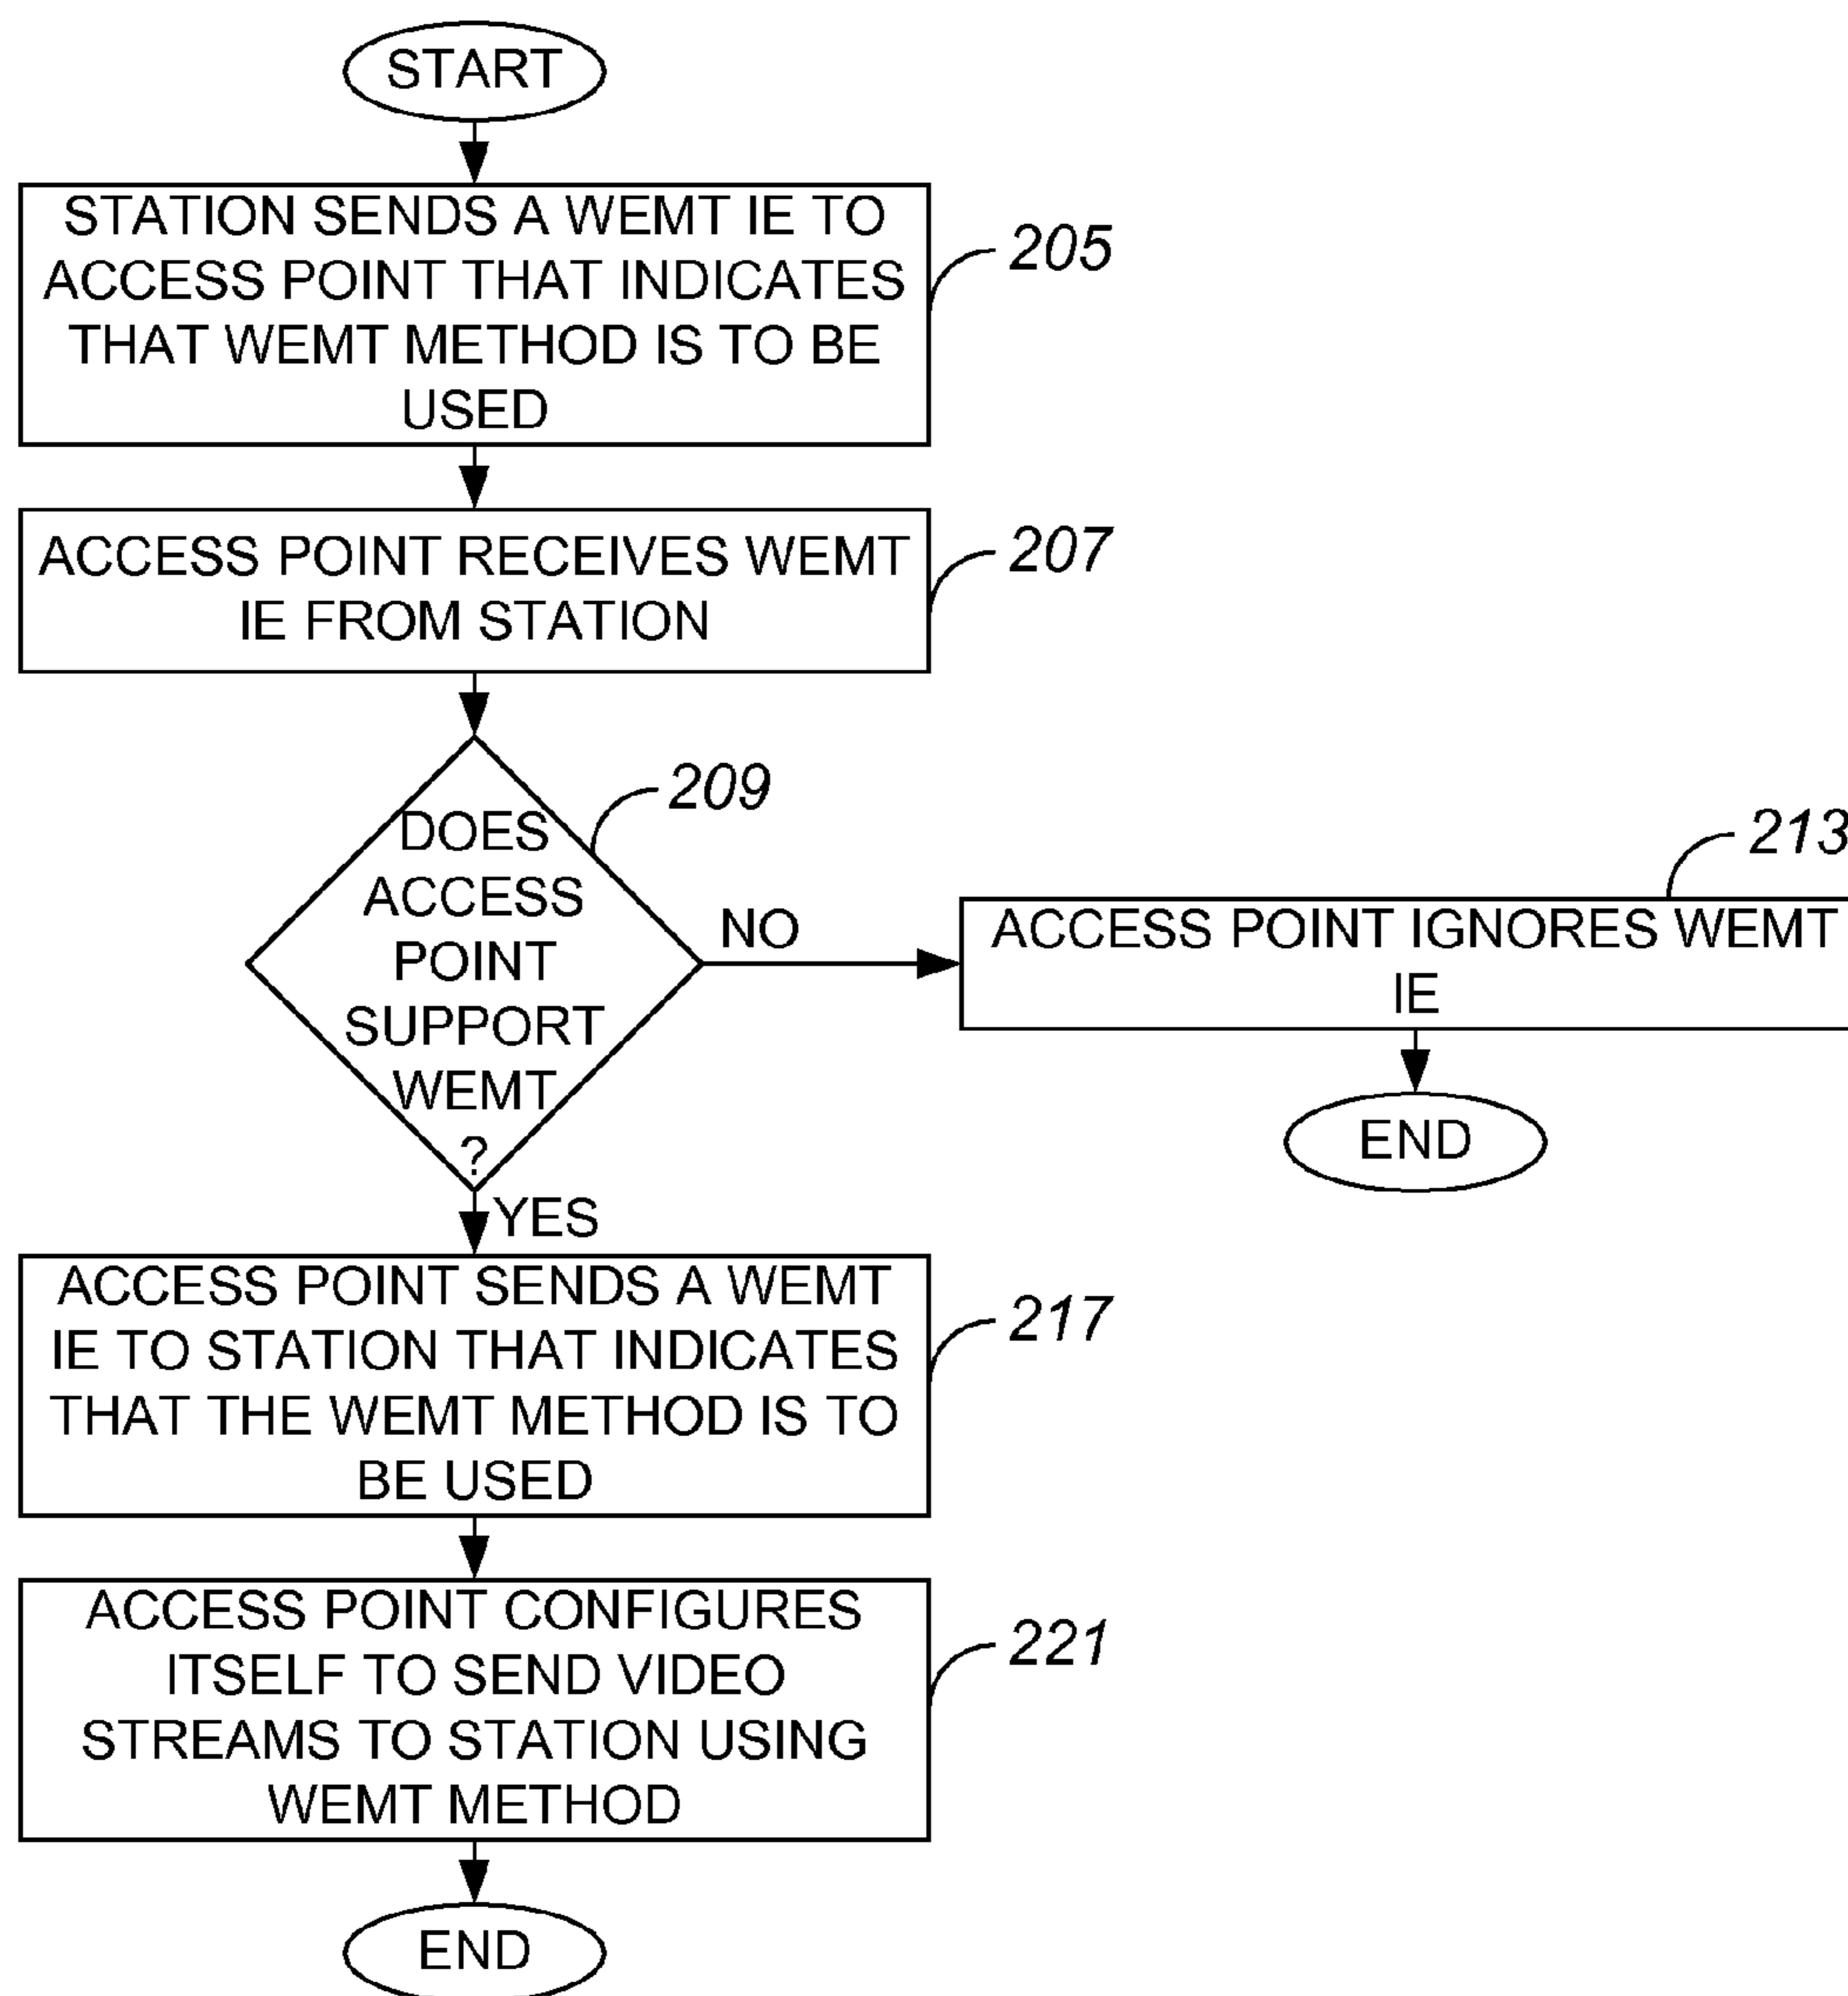 START
STATION SENDS A WEMT IE TO
ACCESS POINT THAT INDICATES
THAT WEMT METHOD IS TO BE
USED
205
ACCESS POINT RECEIVES WEMT
IE FROM STATION
207
DOES
ACCESS
POINT
SUPPORT
WEMT
?
209
NO
ACCESS POINT IGNORES WEMT
IE
213
END
YES
ACCESS POINT SENDS A WEMT
IE TO STATION THAT INDICATES
THAT THE WEMT METHOD IS TO
BE USED
217
ACCESS POINT CONFIGURES
ITSELF TO SEND VIDEO
STREAMS TO STATION USING
WEMT METHOD
221
END